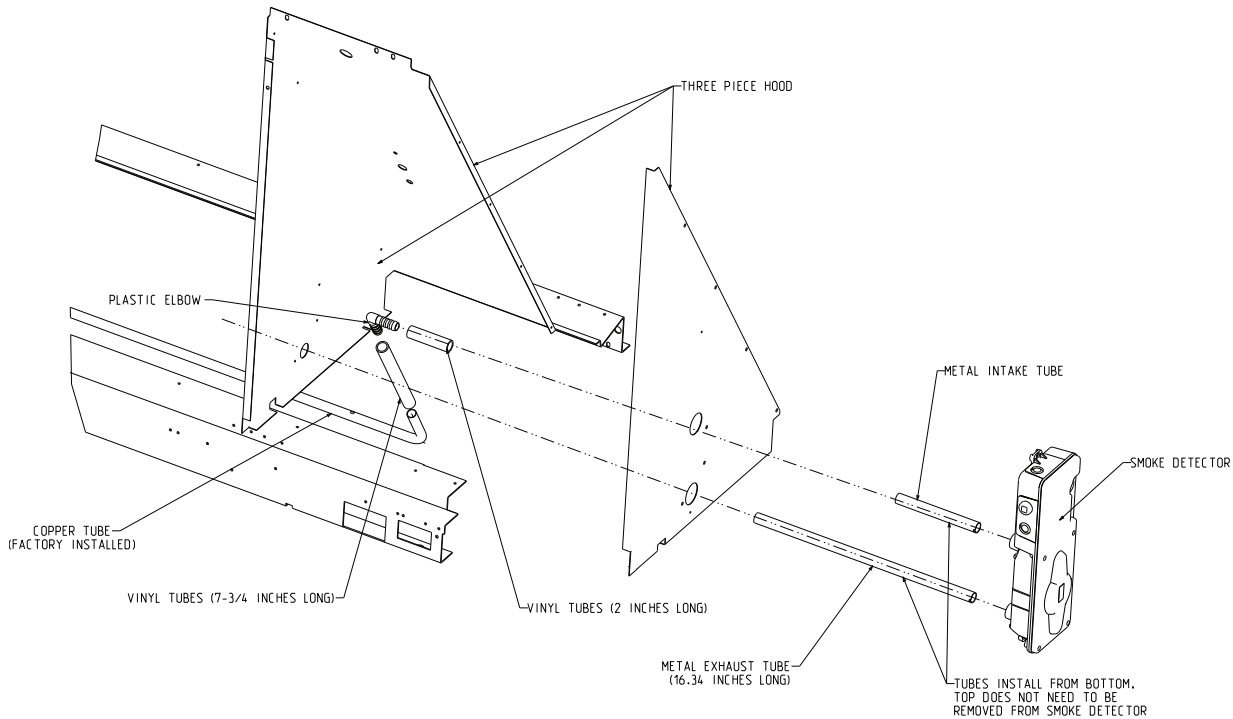 THREE PIECE HOOD
PLASTIC ELBOW
METAL INTAKE TUBE
SMOKE DETECTOR
COPPER TUBE
(FACTORY INSTALLED)
VINYL TUBES (7-3/4 INCHES LONG)
VINYL TUBES (2 INCHES LONG)
METAL EXHAUST TUBE
(16.34 INCHES LONG)
TUBES INSTALL FROM BOTTOM.
TOP DOES NOT NEED TO BE
REMOVED FROM SMOKE DETECTOR